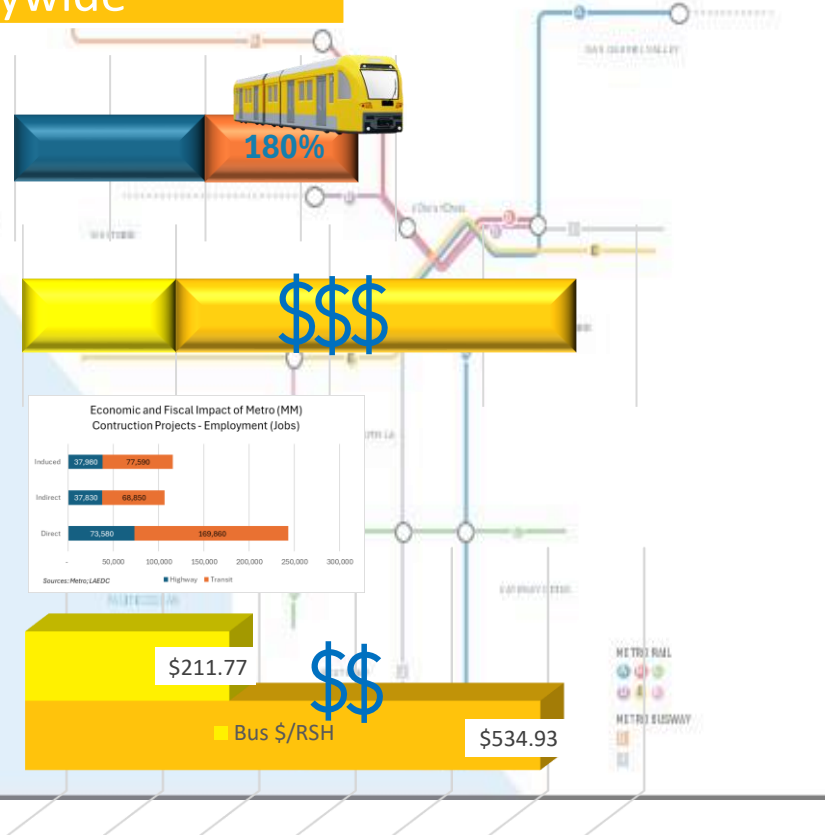 ywide
180%
$$$
Economic and Fiscal Impact of Metro (MM)
Contruction Projects - Employment (Jobs)
Induced 37,980 77,590
Indirect 37,830 68,850
Direct 73,580 169,860
- 50,000 100,000 150,000 200,000 250,000 300,000
Sources: Metro; LAEDC
Highway Transit
$211.77
$$
Bus $/RSH
$534.93
METRO RAIL
METRO BUSWAY